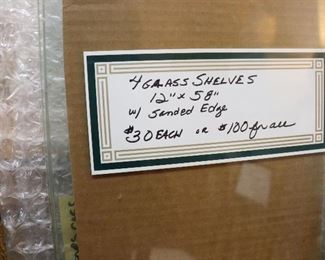 4 GLASS SHELVES
12" x 58"
w/ Sanded Edge
$30 EACH or $100 for all